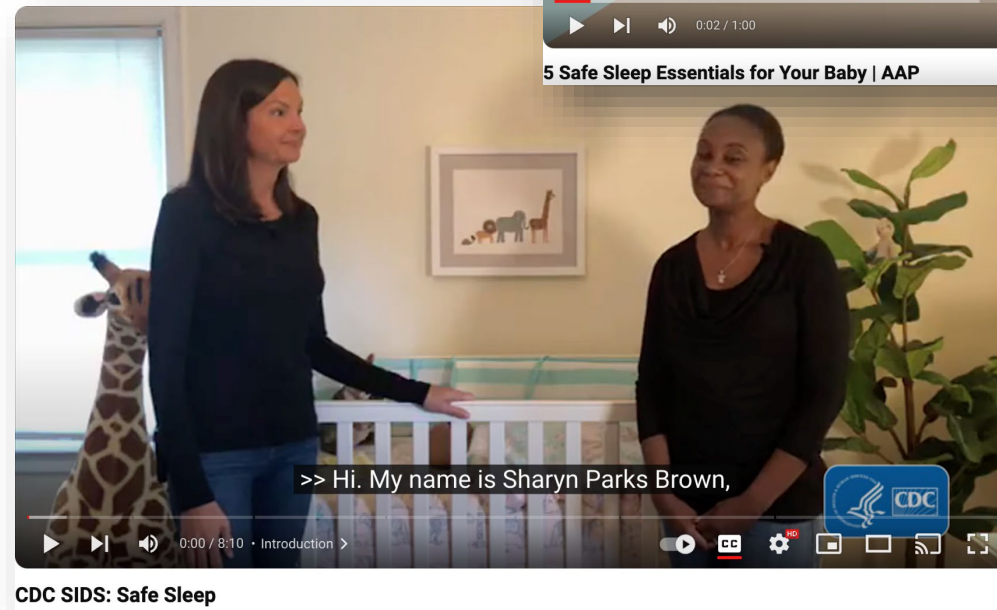 0:02 / 1:00
5 Safe Sleep Essentials for Your Baby | AAP
>> Hi. My name is Sharyn Parks Brown,
CDC
0:00 / 8:10 • Introduction
CC
HD
CDC SIDS: Safe Sleep